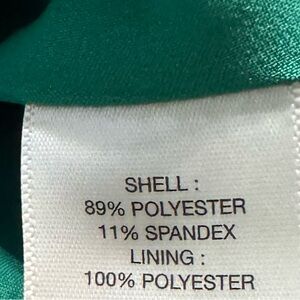 SHELL :
89% POLYESTER
11% SPANDEX
LINING :
100% POLYESTER